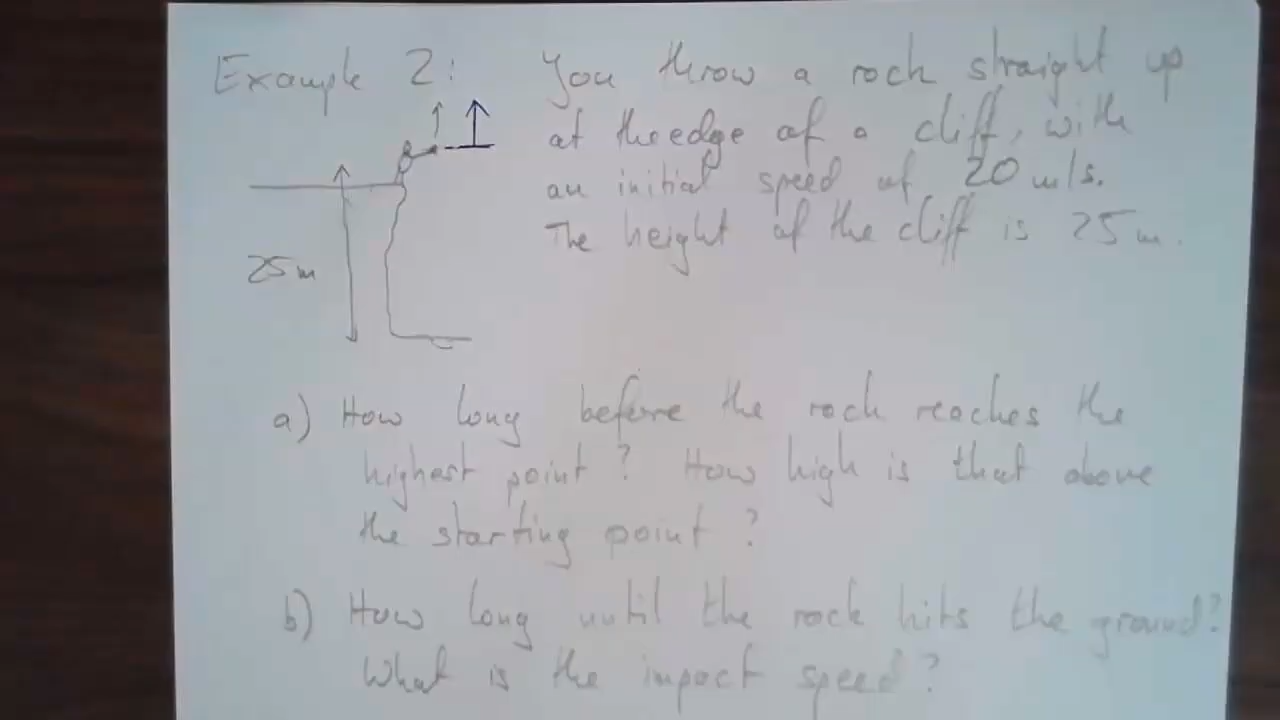 Example 2: You throw a rock straight up
at the edge of a cliff, with
an initial speed of 20 m/s.
The height of the cliff is 25 m.
25 m
a) How long before the rock reaches the
highest point? How high is that above
the starting point?
b) How long until the rock hits the ground?
What is the impact speed?